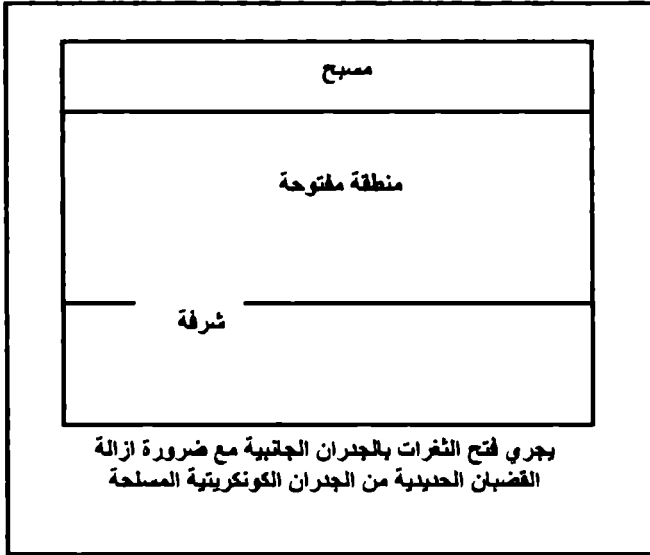 مسبح
منطقة مفتوحة
شرفة
يجري فتح الثغرات بالجدران الجانبية مع ضرورة ازالة
القضبان الحديدية من الجدران الكونكريتية المسلحة